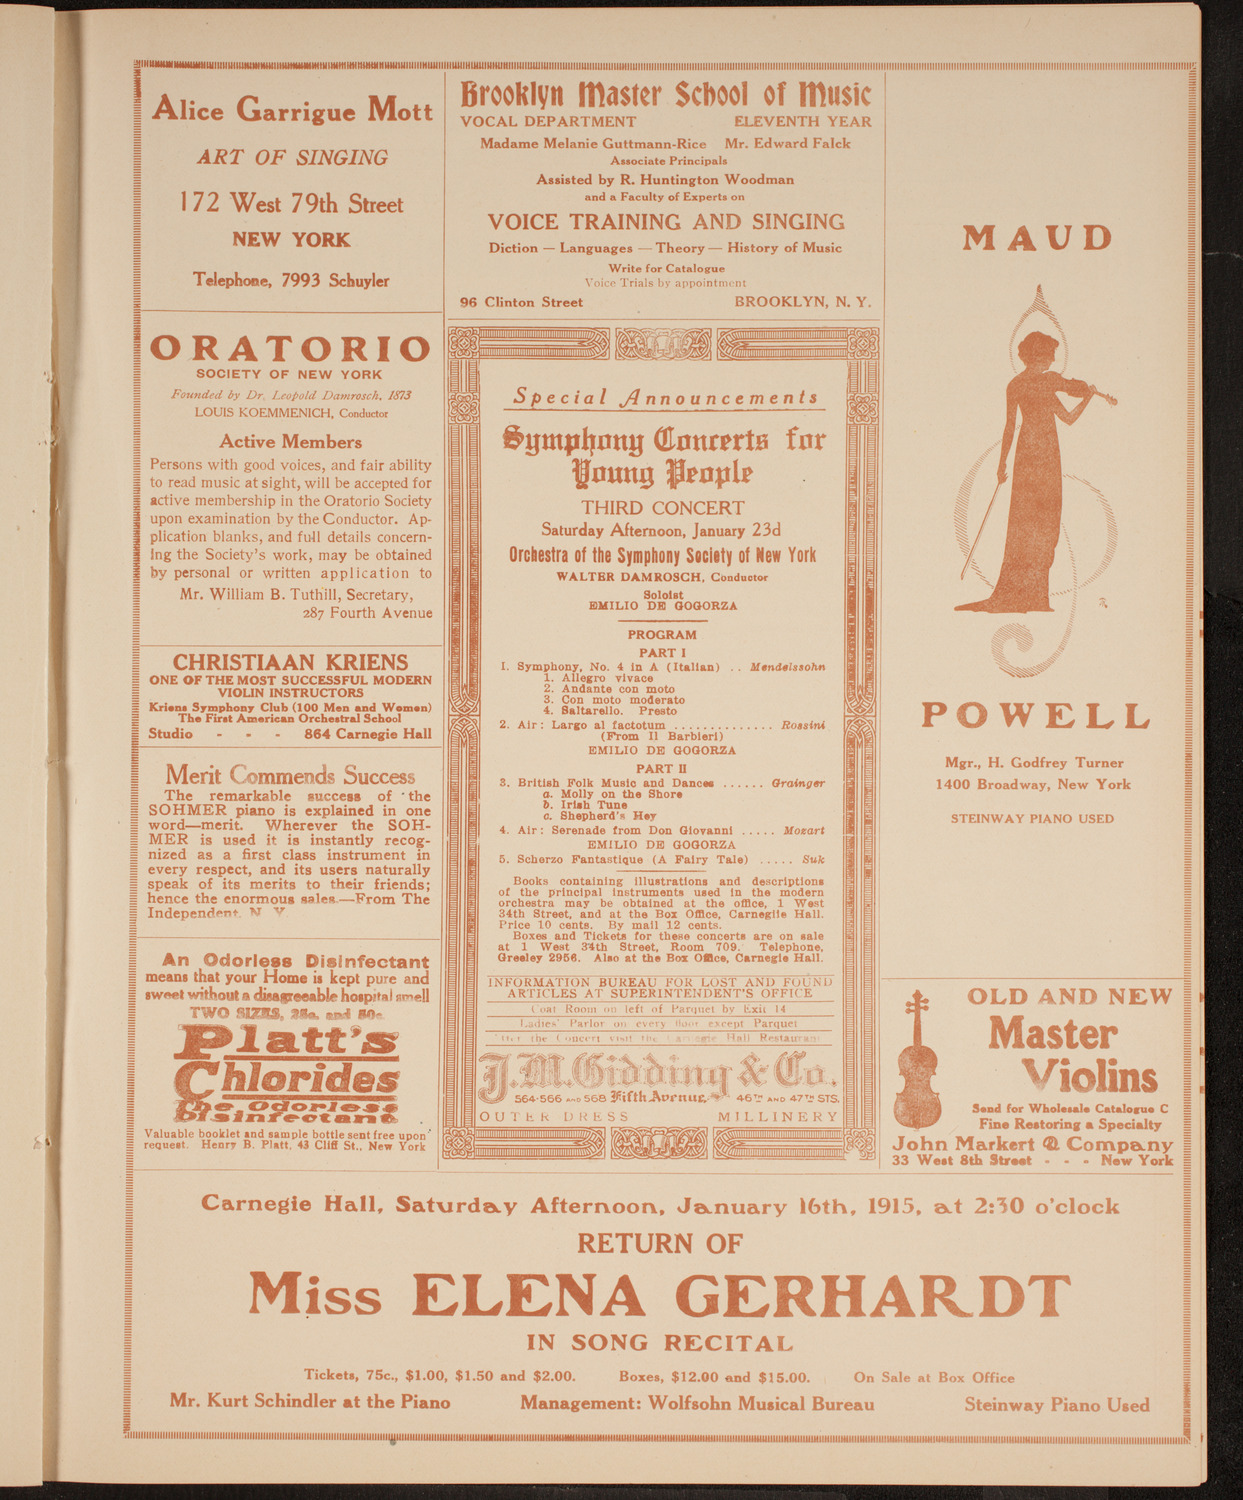 Alice Garrigue Mott
ART OF SINGING
172 West 79th Street
NEW YORK
Telephone, 7993 Schuyler
ORATORIO
SOCIETY OF NEW YORK
Founded by Dr. Leopold Damrosch, 1873
LOUIS KOEMMENICH, Conductor
Active Members
Persons with good voices, and fair ability
to read music at sight, will be accepted for
active membership in the Oratorio Society
upon examination by the Conductor. Ap-
plication blanks, and full details concern-
ing the Society's work, may be obtained
by personal or written application to
Mr. William B. Tuthill, Secretary,
287 Fourth Avenue
CHRISTIAAN KRIENS
ONE OF THE MOST SUCCESSFUL MODERN
VIOLIN INSTRUCTORS
Kriens Symphony Club (100 Men and Women)
The First American Orchestral School
Studio - - - 864 Carnegie Hall
Merit Commends Success
The remarkable success of the
SOHMER piano is explained in one
word—merit. Wherever the SOH-
MER is used it is instantly recog-
nized as a first class instrument in
every respect, and its users naturally
speak of its merits to their friends;
hence the enormous sales.—From The
Independent, N. Y.
An Odorless Disinfectant
means that your Home is kept pure and
sweet without a disagreeable hospital smell
TWO SIZES, 25c. and 50c.
Platt's
Chlorides
The Odorless
Disinfectant
Valuable booklet and sample bottle sent free upon
request. Henry B. Platt, 43 Cliff St., New York
Brooklyn Master School of Music
VOCAL DEPARTMENT ELEVENTH YEAR
Madame Melanie Guttmann-Rice Mr. Edward Falck
Associate Principals
Assisted by R. Huntington Woodman
and a Faculty of Experts on
VOICE TRAINING AND SINGING
Diction — Languages — Theory — History of Music
Write for Catalogue
Voice Trials by appointment
96 Clinton Street BROOKLYN, N. Y.
Special Announcements
Symphony Concerts for
Young People
THIRD CONCERT
Saturday Afternoon, January 23d
Orchestra of the Symphony Society of New York
WALTER DAMROSCH, Conductor
Soloist
EMILIO DE GOGORZA
PROGRAM
PART I
1. Symphony, No. 4 in A (Italian) .. Mendelssohn
1. Allegro vivace
2. Andante con moto
3. Con moto moderato
4. Saltarello. Presto
2. Air: Largo al factotum .............. Rossini
(From Il Barbieri)
EMILIO DE GOGORZA
PART II
3. British Folk Music and Dances ...... Grainger
a. Molly on the Shore
b. Irish Tune
c. Shepherd's Hey
4. Air: Serenade from Don Giovanni ..... Mozart
EMILIO DE GOGORZA
5. Scherzo Fantastique (A Fairy Tale) ..... Suk
Books containing illustrations and descriptions
of the principal instruments used in the modern
orchestra may be obtained at the office, 1 West
34th Street, and at the Box Office, Carnegiie Hall.
Price 10 cents. By mail 12 cents.
Boxes and Tickets for these concerts are on sale
at 1 West 34th Street, Room 709. Telephone,
Greeley 2956. Also at the Box Office, Carnegie Hall.
INFORMATION BUREAU FOR LOST AND FOUND
ARTICLES AT SUPERINTENDENT'S OFFICE
Coat Room on left of Parquet by Exit 14
Ladies' Parlor on every floor except Parquet
After the Concert visit the Carnegie Hall Restaurant
J.M. Gidding & Co.
564-566 AND 568 Fifth Avenue 46TH AND 47TH STS.
OUTER DRESS MILLINERY
MAUD
POWELL
Mgr., H. Godfrey Turner
1400 Broadway, New York
STEINWAY PIANO USED
OLD AND NEW
Master
Violins
Send for Wholesale Catalogue C
Fine Restoring a Specialty
John Markert & Company
33 West 8th Street - - - New York
Carnegie Hall, Saturday Afternoon, January 16th, 1915, at 2:30 o'clock
RETURN OF
Miss ELENA GERHARDT
IN SONG RECITAL
Tickets, 75c., $1.00, $1.50 and $2.00. Boxes, $12.00 and $15.00. On Sale at Box Office
Mr. Kurt Schindler at the Piano Management: Wolfsohn Musical Bureau Steinway Piano Used